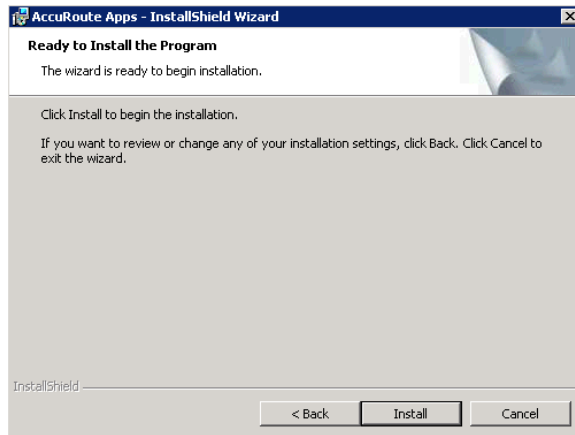 AccuRoute Apps - InstallShield Wizard
Ready to Install the Program
The wizard is ready to begin installation.
Click Install to begin the installation.
If you want to review or change any of your installation settings, click Back. Click Cancel to
exit the wizard.
InstallShield
< Back Install Cancel